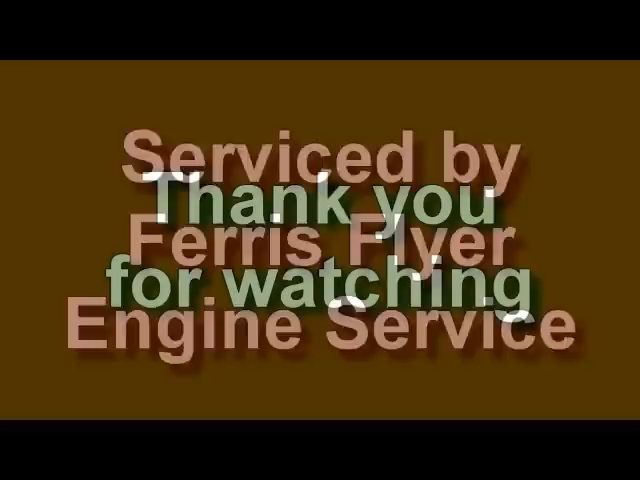 Serviced by
Thank you
Ferris Flyer
for watching
Engine Service